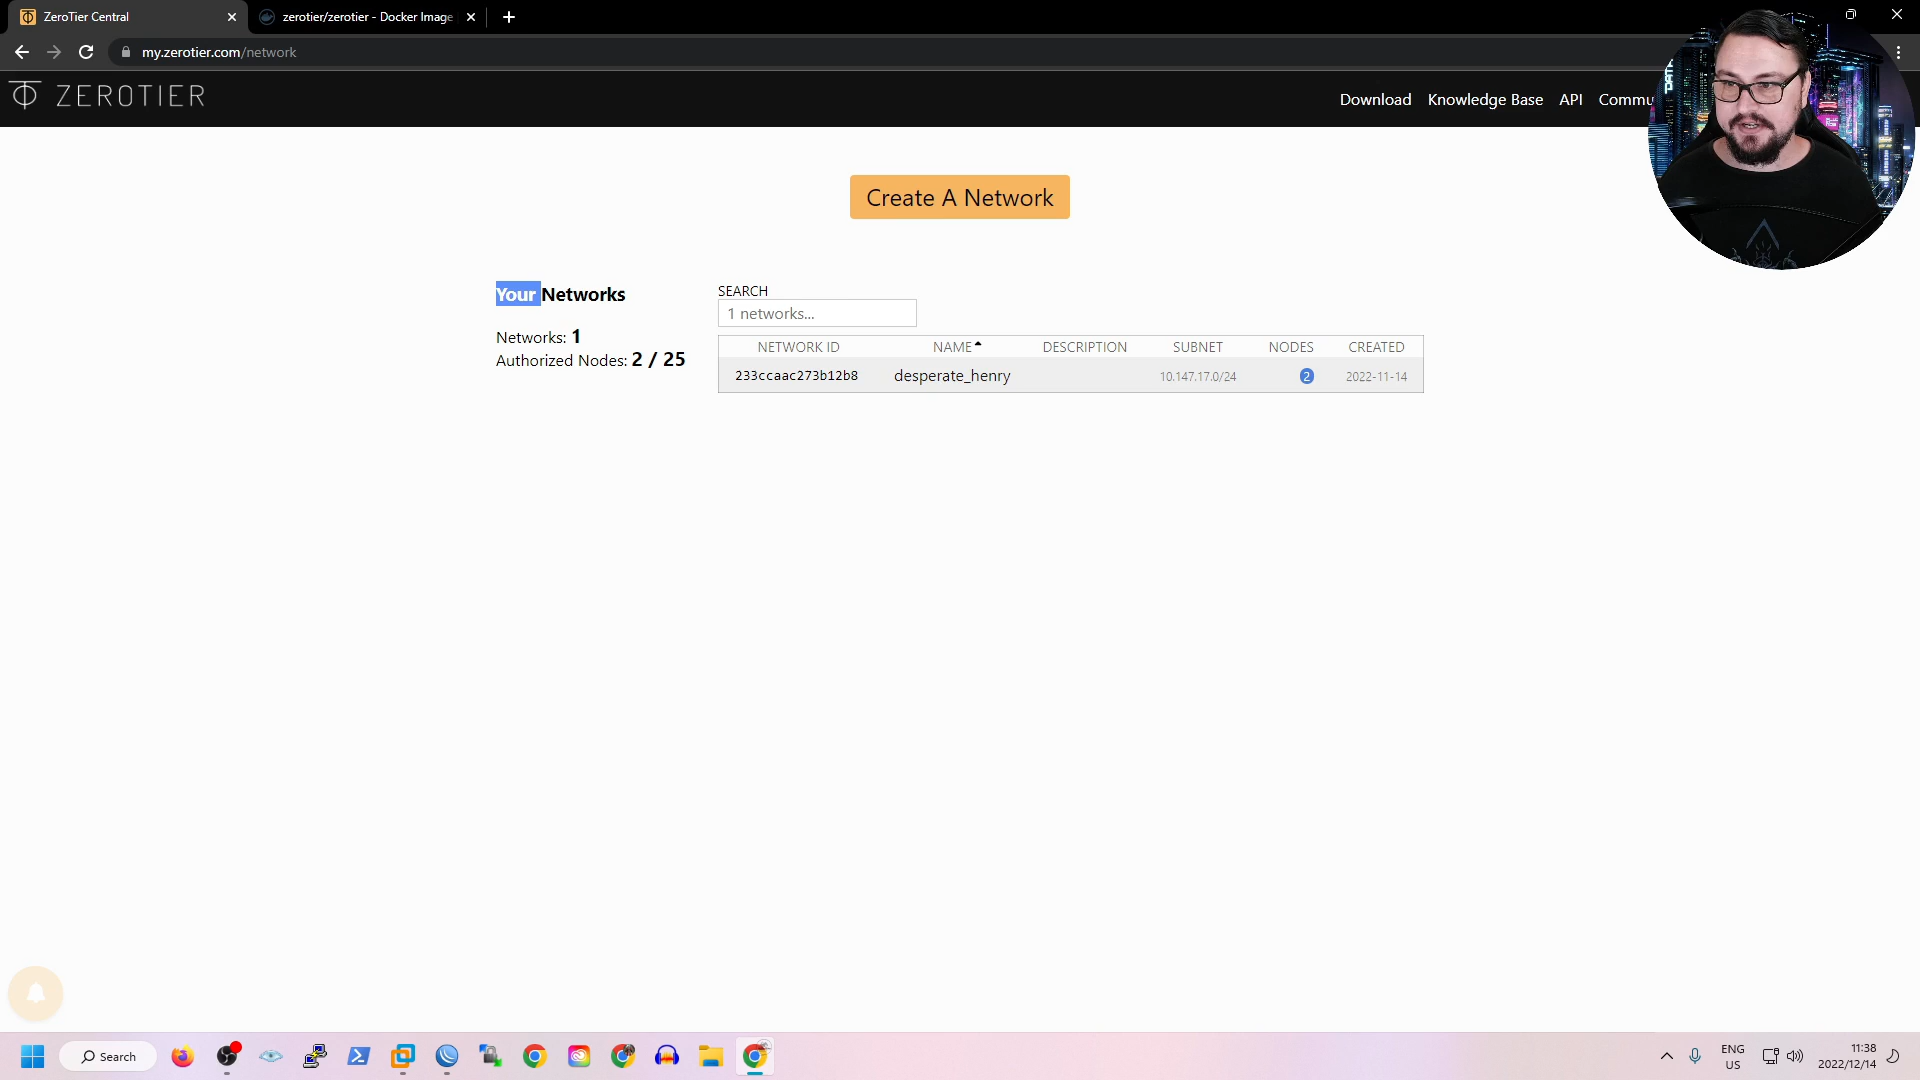 ZeroTier Central
zerotier/zerotier - Docker Image
my.zerotier.com/network
ZEROTIER
Download
Knowledge Base
API
Commu
Create A Network
Your Networks
Networks: 1
Authorized Nodes: 2 / 25
SEARCH
1 networks...
NETWORK ID NAME DESCRIPTION SUBNET NODES CREATED
233ccaac273b12b8 desperate_henry 10.147.17.0/24 2 2022-11-14
Search
ENG
US
11:38
2022/12/14